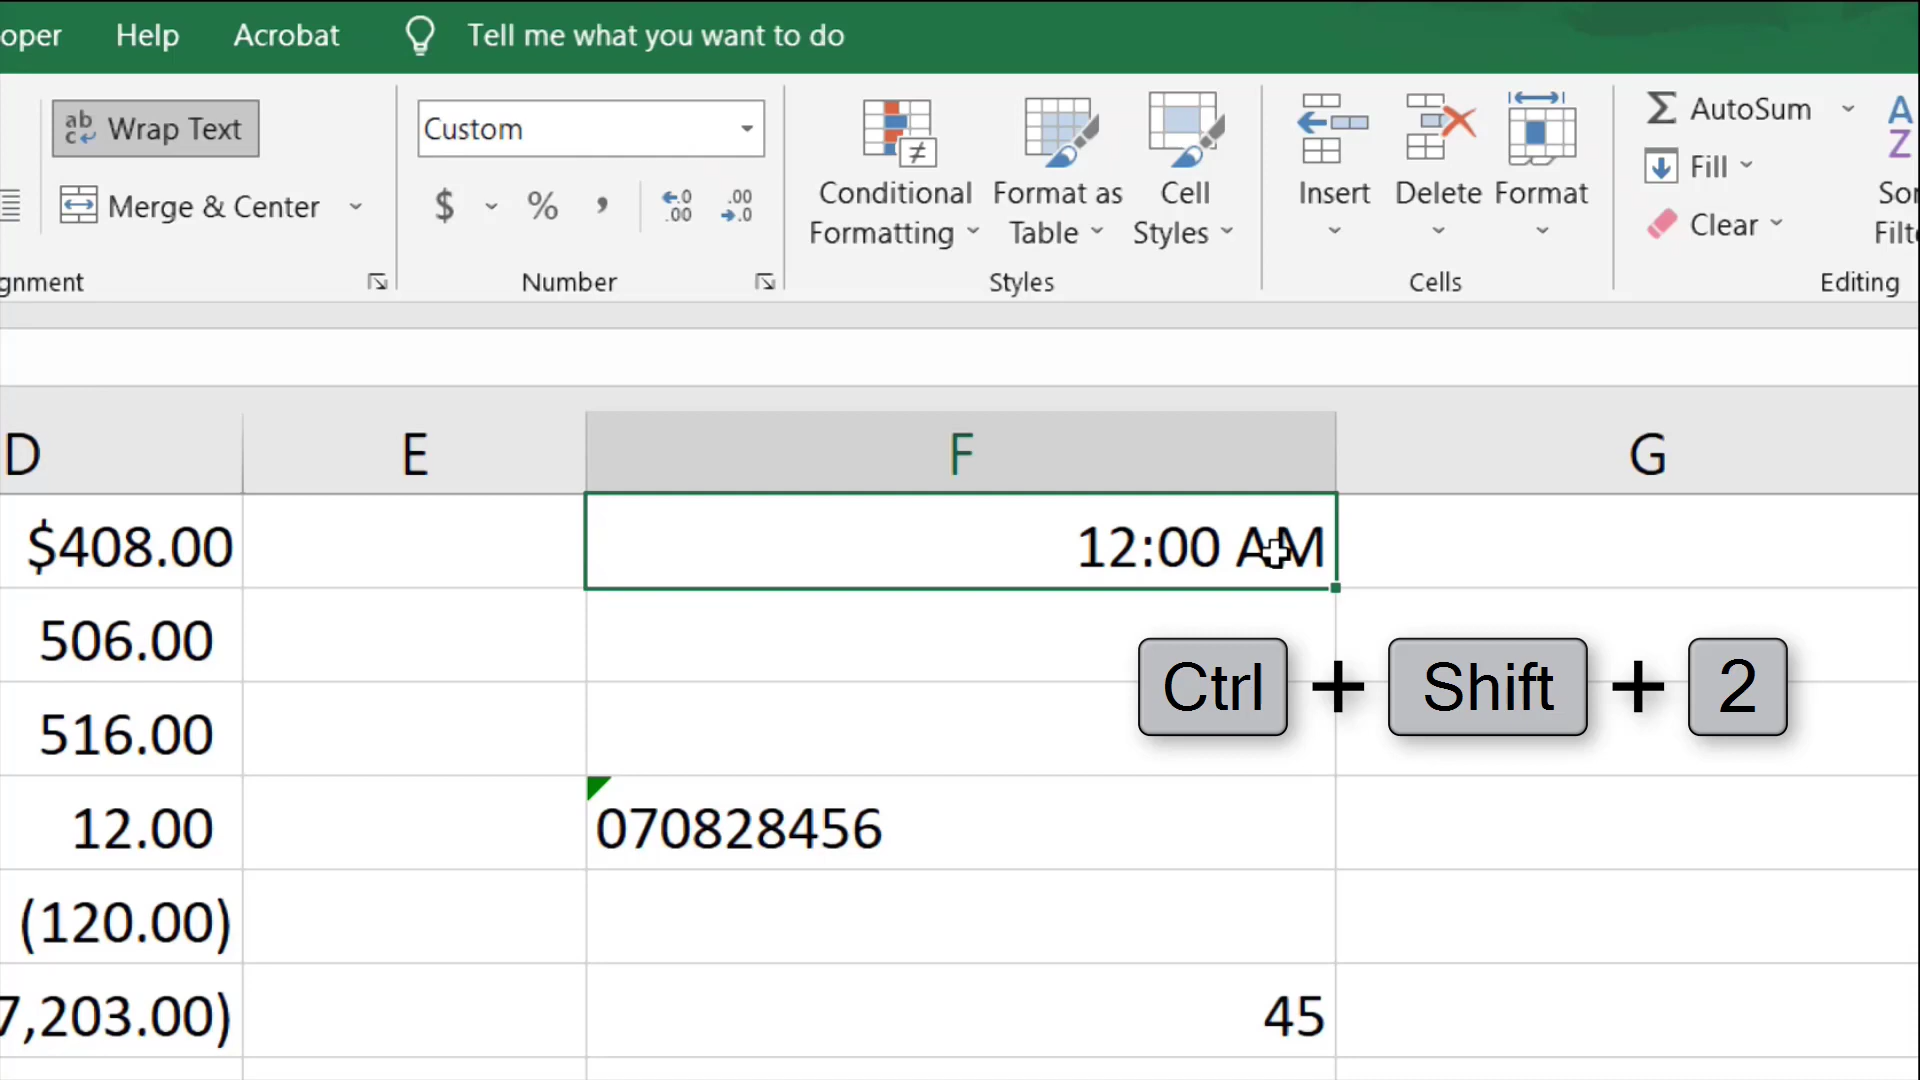 oper Help Acrobat Tell me what you want to do
ab
c Wrap Text
Custom
Merge & Center
$ % , .0 .00 .00 .0
Conditional Formatting
Format as Table
Cell Styles
Insert Delete Format
Σ AutoSum
Fill
Clear
A
Z
Sor
Filt
gnment Number Styles Cells Editing
D E F G
$408.00 12:00 AM
506.00
Ctrl + Shift + 2
516.00
12.00 070828456
(120.00)
7,203.00) 45